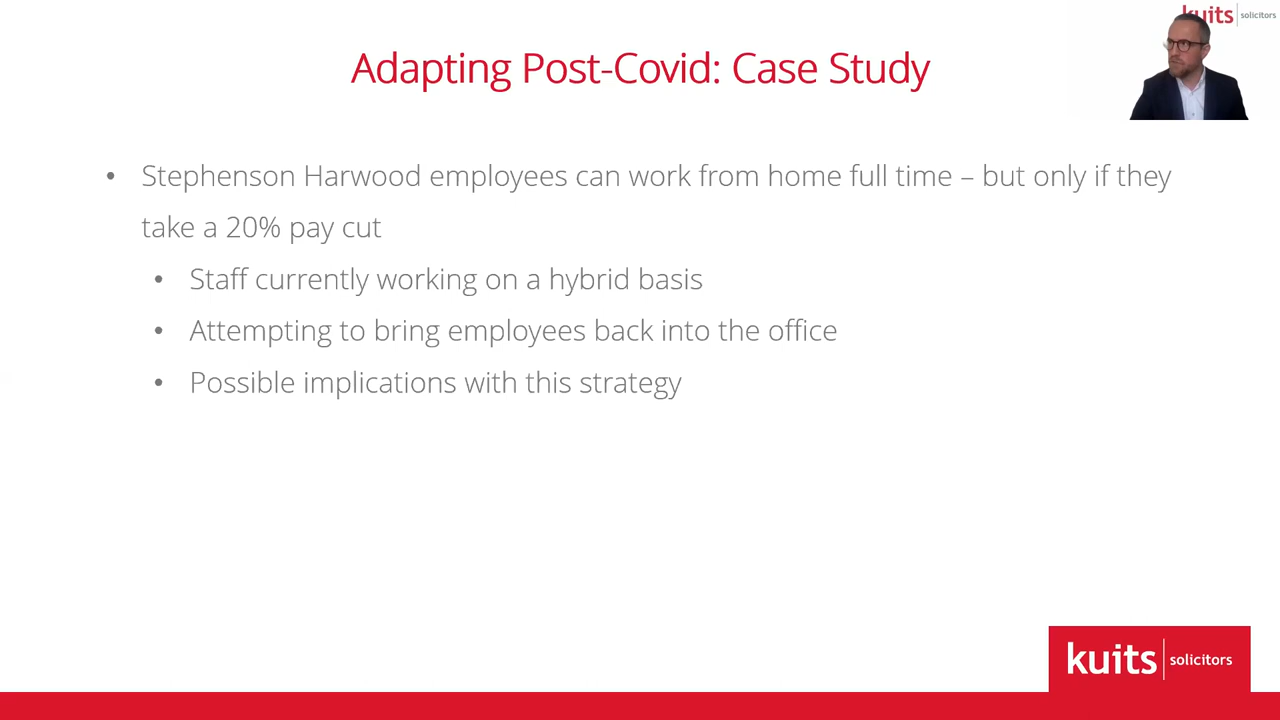 kuits solicitors
Adapting Post-Covid: Case Study
• Stephenson Harwood employees can work from home full time – but only if they
take a 20% pay cut
• Staff currently working on a hybrid basis
• Attempting to bring employees back into the office
• Possible implications with this strategy
kuits solicitors